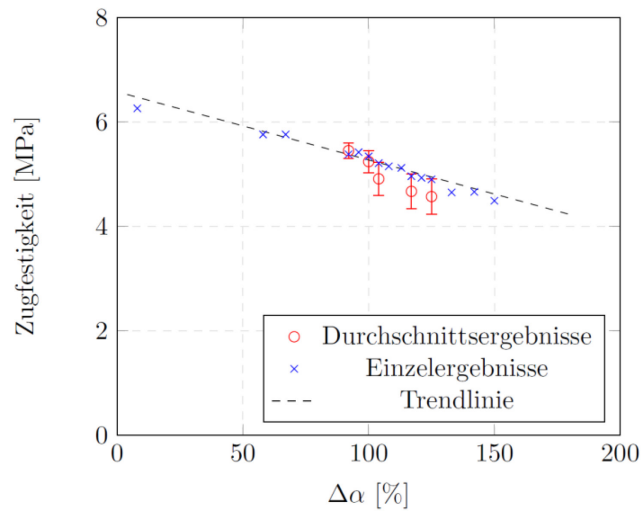 8
6
4
2
0
Zugfestigkeit [MPa]
Durchschnittsergebnisse
Einzelergebnisse
Trendlinie
0 50 100 150 200
Δα [%]